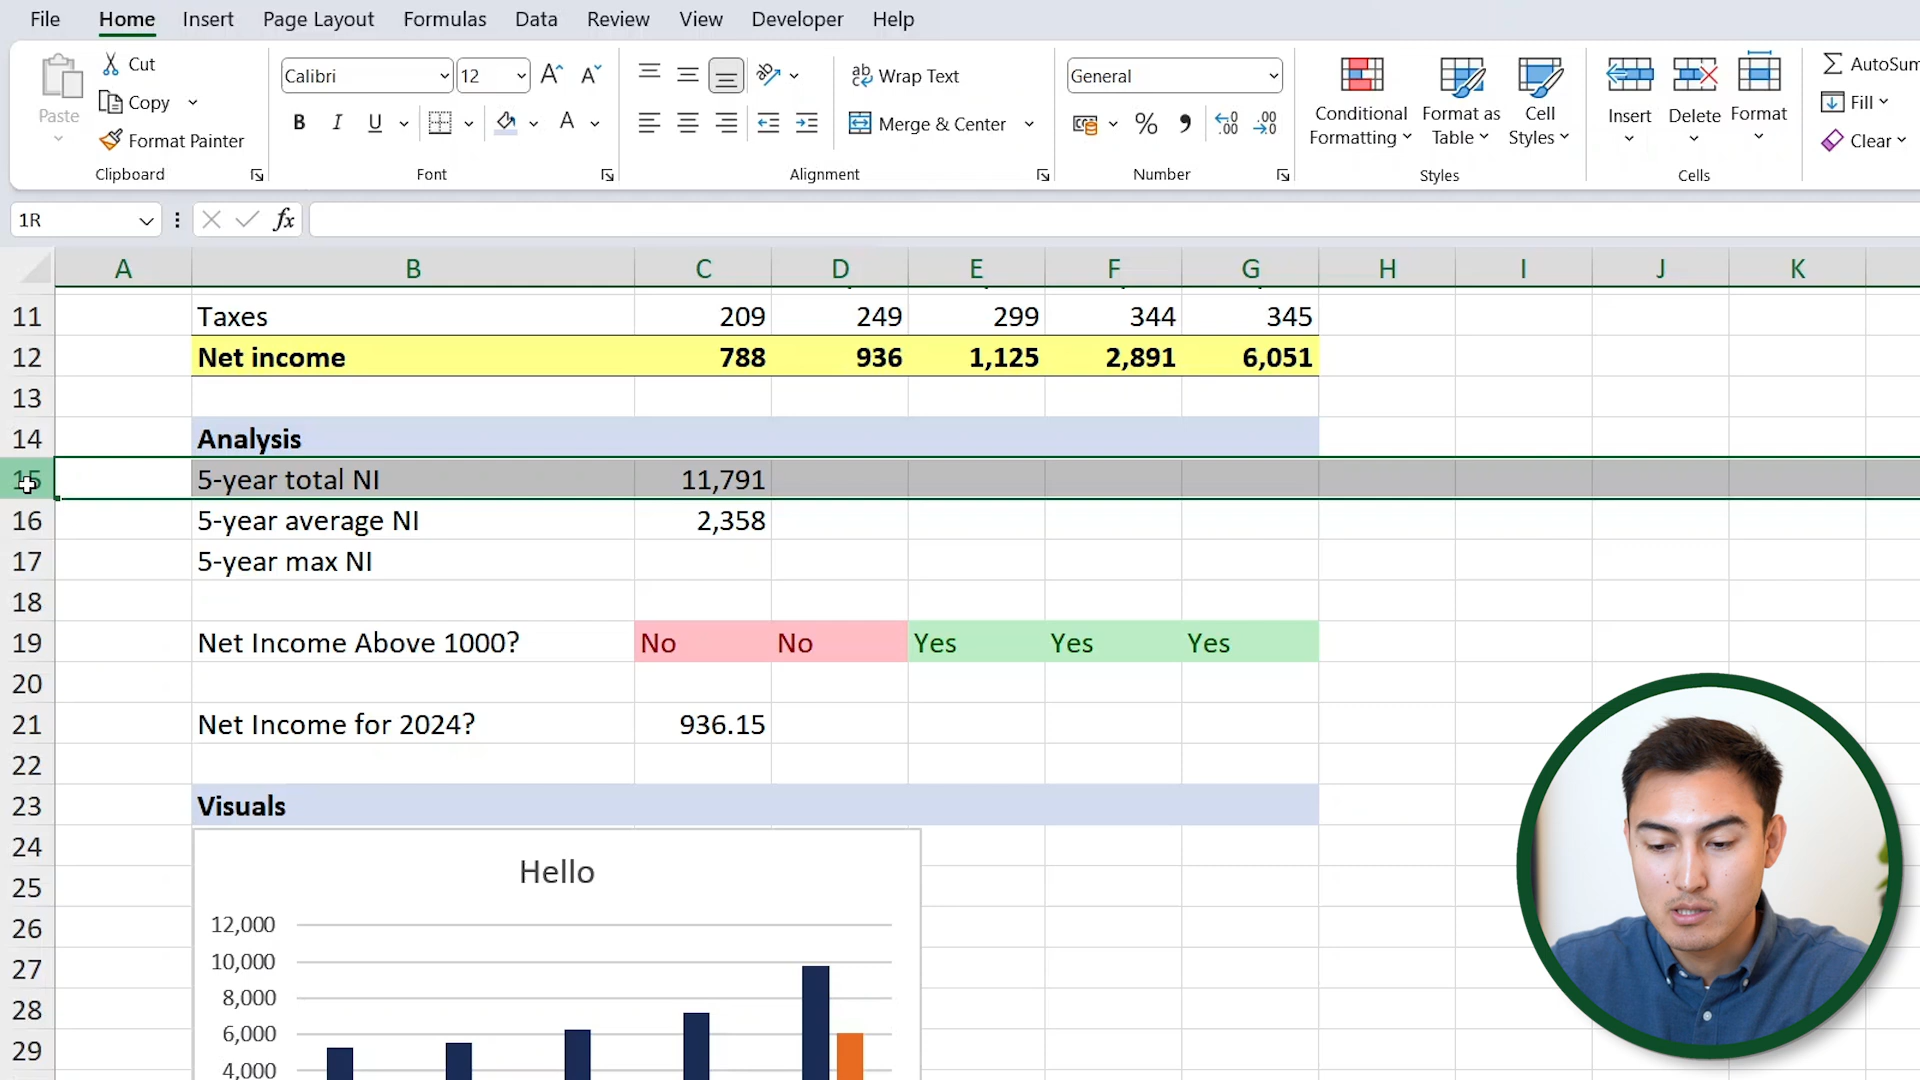 File Home Insert Page Layout Formulas Data Review View Developer Help
Paste
Cut
Copy
Format Painter
Clipboard
Calibri 12
B I U
Font
Wrap Text
Merge & Center
Alignment
General
% .00 .00
Number
Conditional Formatting
Format as Table
Cell Styles
Styles
Insert Delete Format
Cells
AutoSum
Fill
Clear
1R fx
A B C D E F G H I J K
11 Taxes 209 249 299 344 345
12 Net income 788 936 1,125 2,891 6,051
13
14 Analysis
15 5-year total NI 11,791
16 5-year average NI 2,358
17 5-year max NI
18
19 Net Income Above 1000? No No Yes Yes Yes
20
21 Net Income for 2024? 936.15
22
23 Visuals
24
25
26
27
28
29
Hello
12,000
10,000
8,000
6,000
4,000